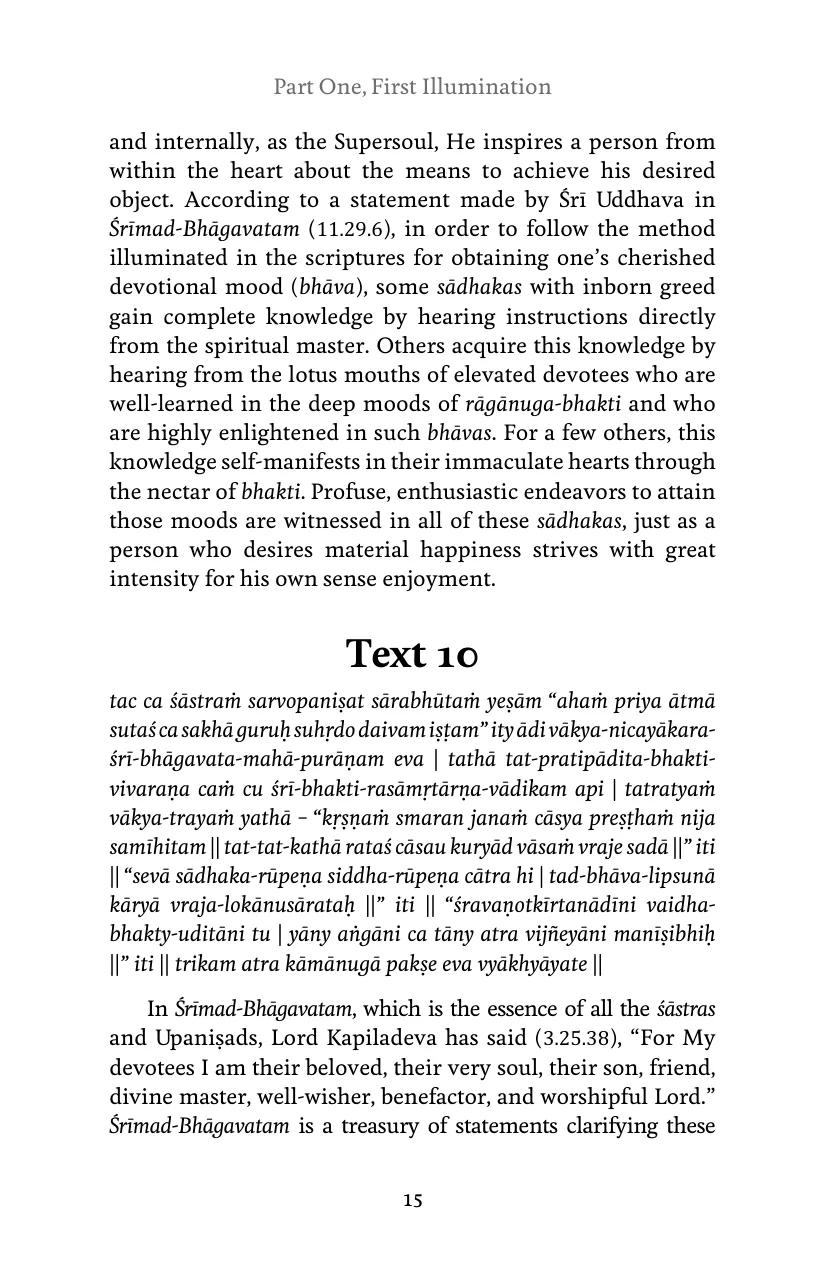 Part One, First Illumination
and internally, as the Supersoul, He inspires a person from
within the heart about the means to achieve his desired
object. According to a statement made by Śrī Uddhava in
Śrīmad-Bhāgavatam (11.29.6), in order to follow the method
illuminated in the scriptures for obtaining one’s cherished
devotional mood (bhāva), some sādhakas with inborn greed
gain complete knowledge by hearing instructions directly
from the spiritual master. Others acquire this knowledge by
hearing from the lotus mouths of elevated devotees who are
well-learned in the deep moods of rāgānuga-bhakti and who
are highly enlightened in such bhāvas. For a few others, this
knowledge self-manifests in their immaculate hearts through
the nectar of bhakti. Profuse, enthusiastic endeavors to attain
those moods are witnessed in all of these sādhakas, just as a
person who desires material happiness strives with great
intensity for his own sense enjoyment.
Text 10
tac ca śāstraṁ sarvopaniṣat sārabhūtaṁ yeṣām “ahaṁ priya ātmā
sutaś ca sakhā guruḥ suhṛdo daivam iṣṭam” ity ādi vākya-nicayākara-
śrī-bhāgavata-mahā-purāṇam eva | tathā tat-pratipādita-bhakti-
vivaraṇa caṁ cu śrī-bhakti-rasāmṛtārṇa-vādikam api | tatratyaṁ
vākya-trayaṁ yathā – “kṛṣṇaṁ smaran janaṁ cāsya preṣṭhaṁ nija
samīhitam || tat-tat-kathā rataś cāsau kuryād vāsaṁ vraje sadā ||” iti
|| “sevā sādhaka-rūpeṇa siddha-rūpeṇa cātra hi | tad-bhāva-lipsunā
kāryā vraja-lokānusārataḥ ||” iti || “śravaṇotkīrtanādīni vaidha-
bhakty-uditāni tu | yāny aṅgāni ca tāny atra vijñeyāni manīṣibhiḥ
||” iti || trikam atra kāmānugā pakṣe eva vyākhyāyate ||
In Śrīmad-Bhāgavatam, which is the essence of all the śāstras
and Upaniṣads, Lord Kapiladeva has said (3.25.38), “For My
devotees I am their beloved, their very soul, their son, friend,
divine master, well-wisher, benefactor, and worshipful Lord.”
Śrīmad-Bhāgavatam is a treasury of statements clarifying these
15